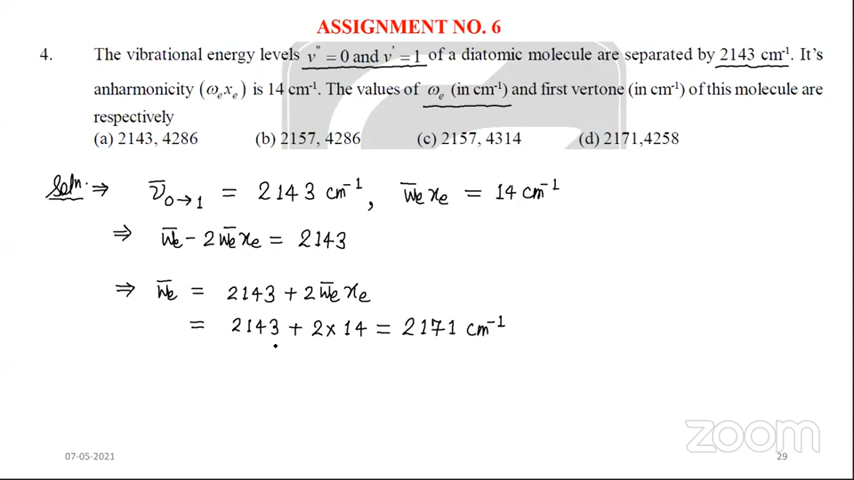 ASSIGNMENT NO. 6
4. The vibrational energy levels v" = 0 and v' = 1 of a diatomic molecule are separated by 2143 cm⁻¹. It's
anharmonicity (ωₑxₑ) is 14 cm⁻¹. The values of ωₑ (in cm⁻¹) and first vertone (in cm⁻¹) of this molecule are
respectively
(a) 2143, 4286 (b) 2157, 4286 (c) 2157, 4314 (d) 2171,4258
Soln. ⇒ ν̅₀→₁ = 2143 cm⁻¹, w̅ₑxₑ = 14 cm⁻¹
⇒ w̅ₑ - 2w̅ₑxₑ = 2143
⇒ w̅ₑ = 2143 + 2w̅ₑxₑ
= 2143 + 2 × 14 = 2171 cm⁻¹
zoom
07-05-2021 29